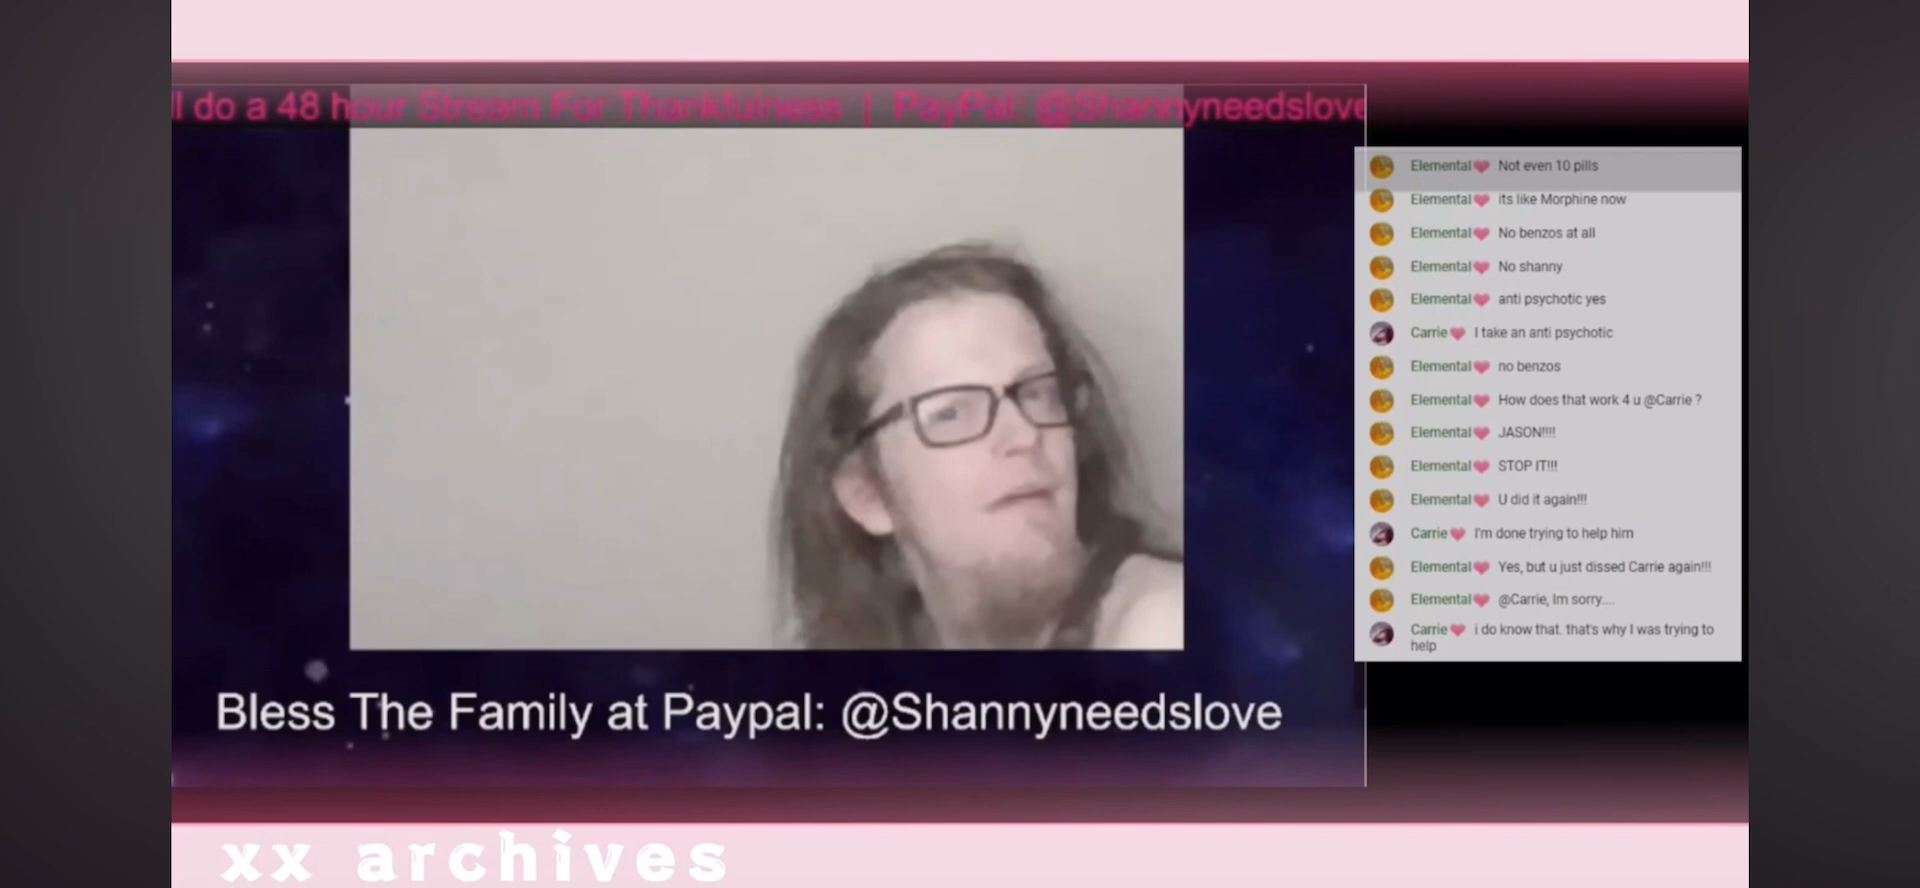 ll do a 48 hour Stream For Thankfulness | PayPal: @Shannyneedslove
Elemental Not even 10 pills
Elemental its like Morphine now
Elemental No benzos at all
Elemental No shanny
Elemental anti psychotic yes
Carrie I take an anti psychotic
Elemental no benzos
Elemental How does that work 4 u @Carrie ?
Elemental JASON!!!!
Elemental STOP IT!!!
Elemental U did it again!!!
Carrie I'm done trying to help him
Elemental Yes, but u just dissed Carrie again!!!
Elemental @Carrie, Im sorry....
Carrie i do know that. that's why I was trying to
help
Bless The Family at Paypal: @Shannyneedslove
xx archives